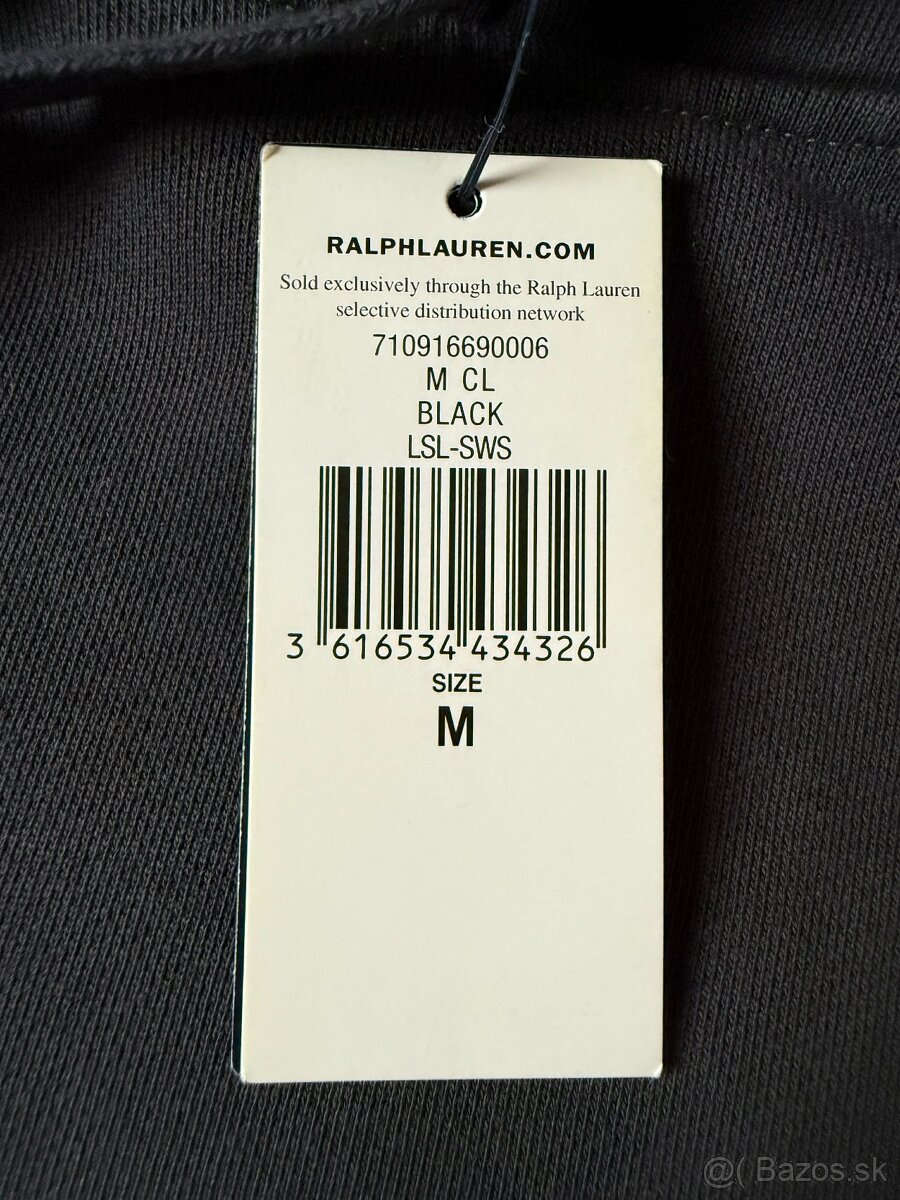 RALPHLAUREN.COM
Sold exclusively through the Ralph Lauren
selective distribution network
710916690006
M CL
BLACK
LSL-SWS
3 616534 434326
SIZE
M
@( Bazos.sk